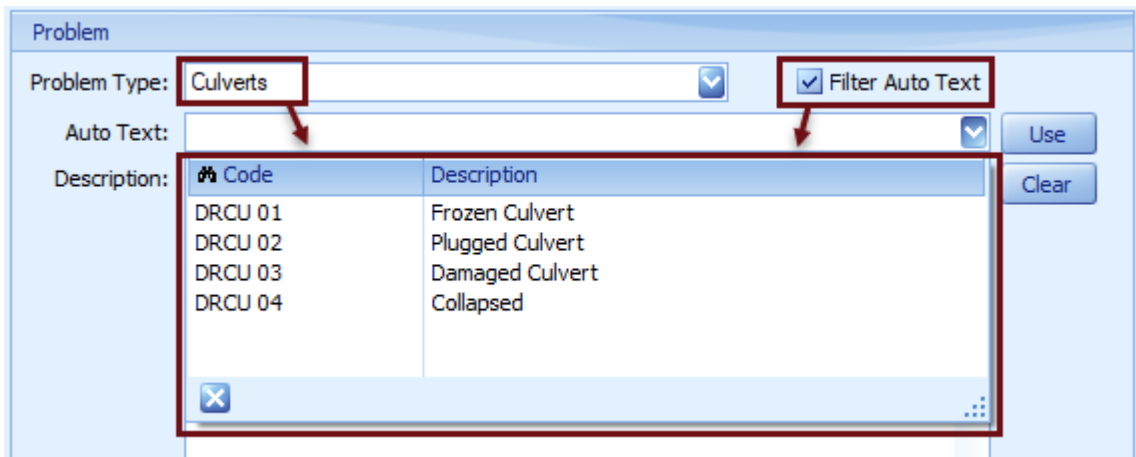 Problem
Problem Type: Culverts Filter Auto Text
Auto Text: Use
Description: Code Description Clear
DRCU 01 Frozen Culvert
DRCU 02 Plugged Culvert
DRCU 03 Damaged Culvert
DRCU 04 Collapsed